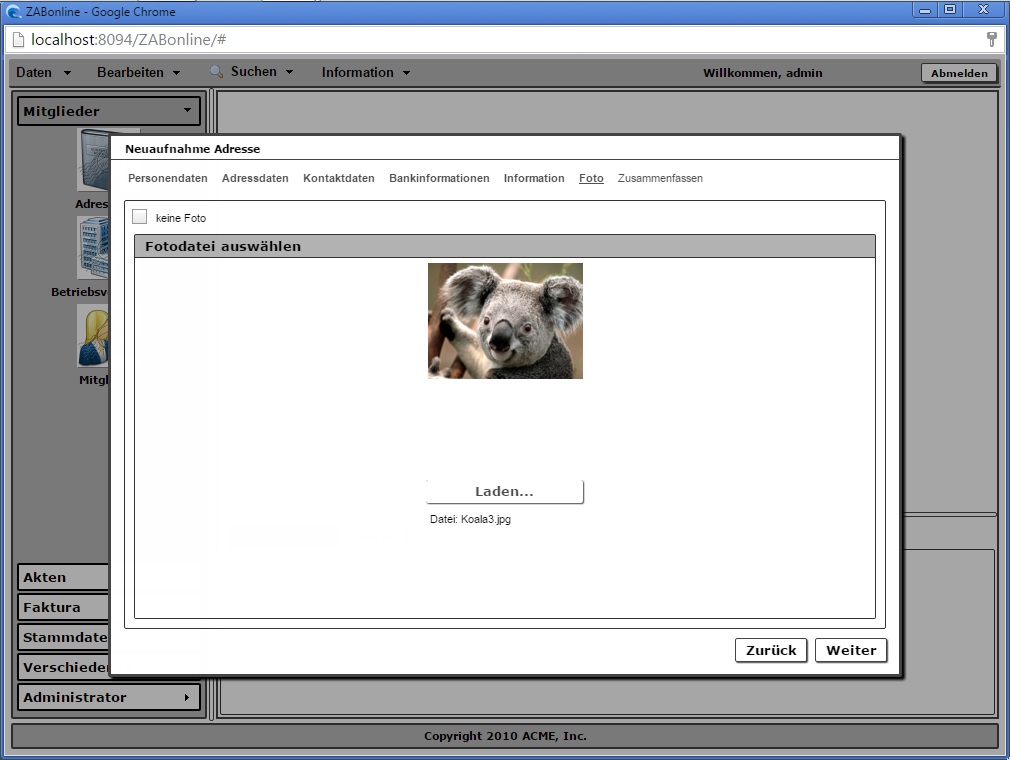 ZABonline - Google Chrome
localhost:8094/ZABonline/#
Daten Bearbeiten Suchen Information Willkommen, admin Abmelden
Mitglieder
Neuaufnahme Adresse
Personendaten Adressdaten Kontaktdaten Bankinformationen Information Foto Zusammenfassen
Adres
keine Foto
Fotodatei auswählen
Betriebsv
Mitgl
Laden...
Datei: Koala3.jpg
Akten
Faktura
Stammdate
Verschieder
Zurück Weiter
Administrator
Copyright 2010 ACME, Inc.